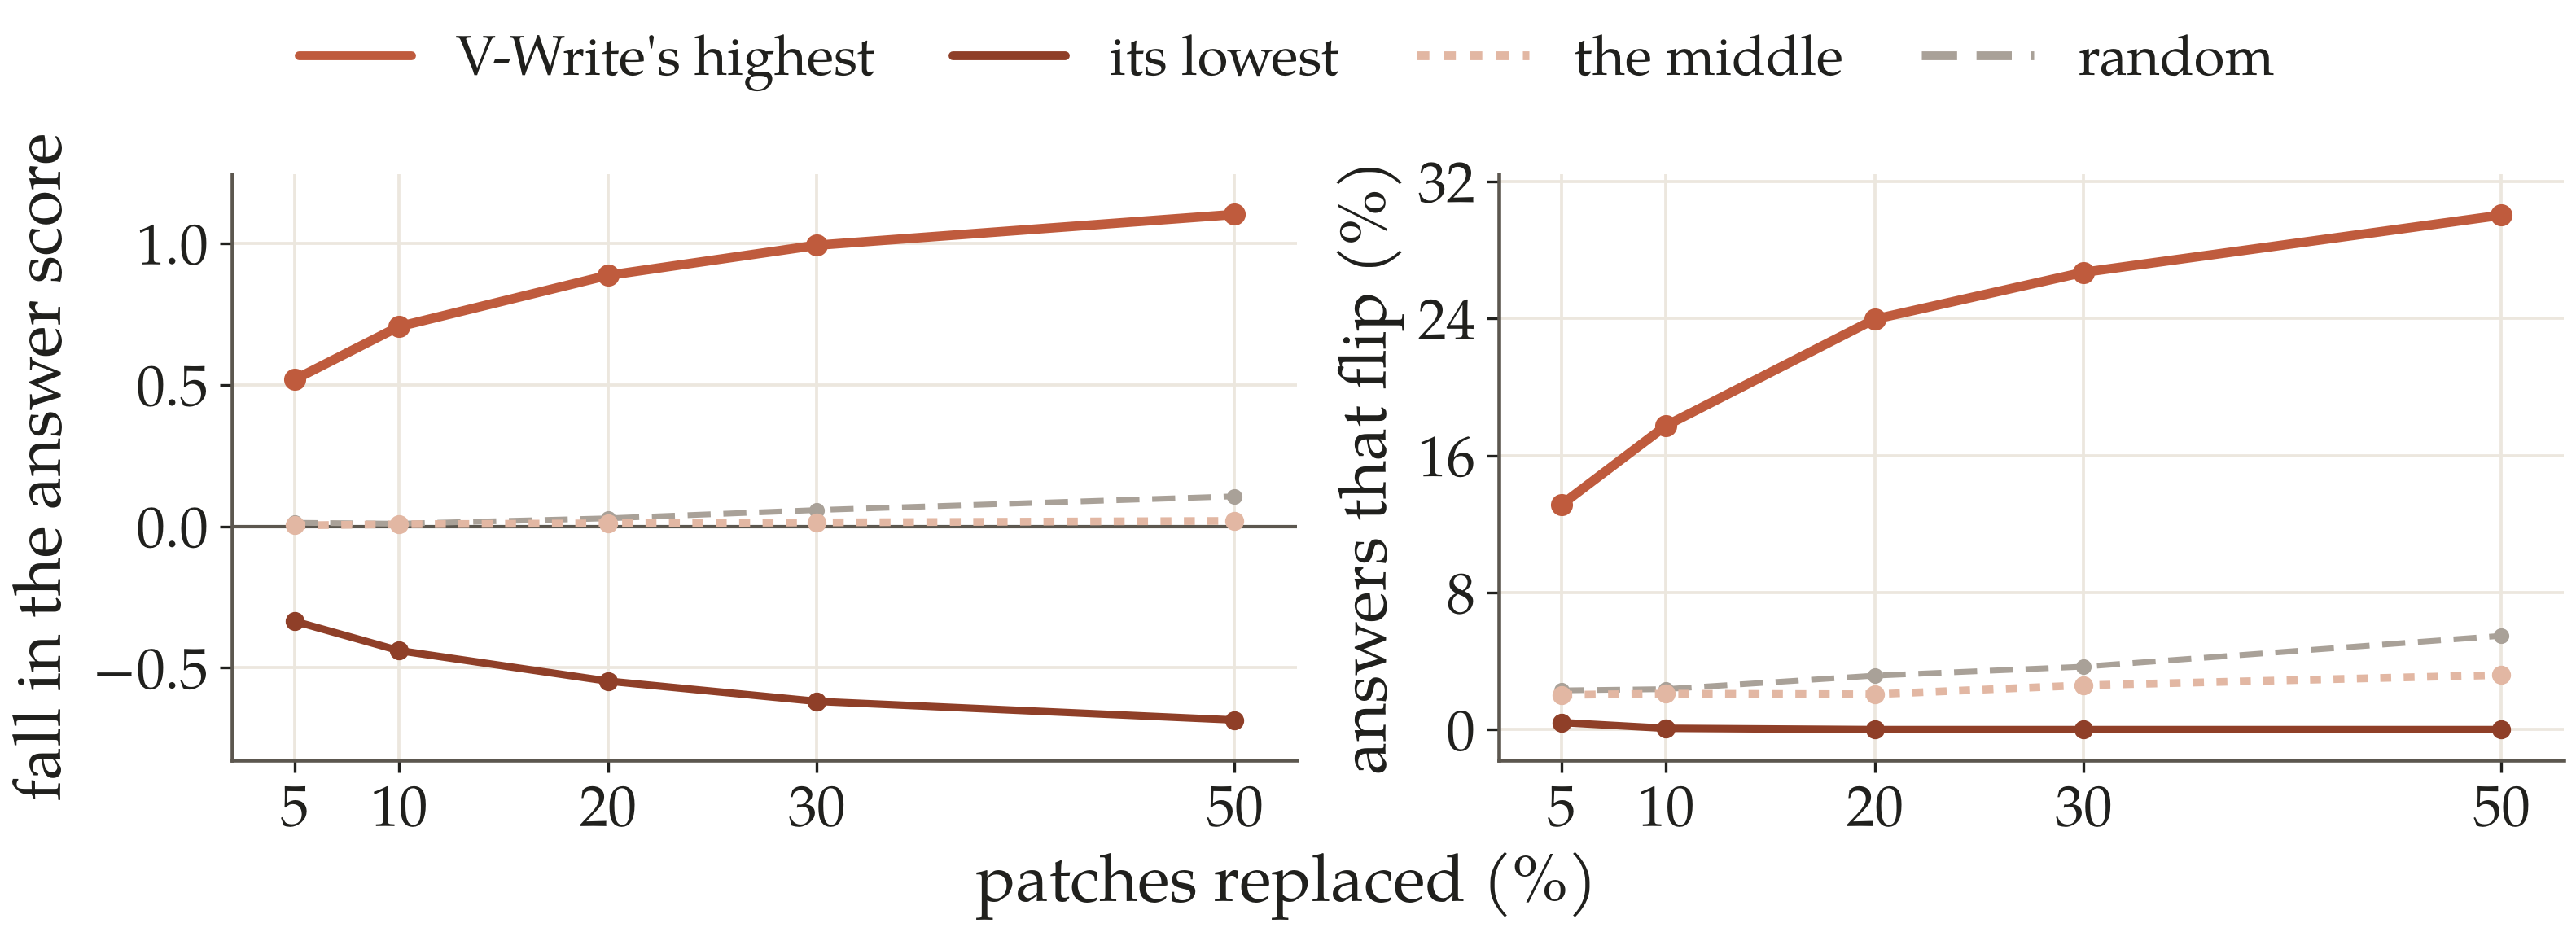 V-Write's highest its lowest the middle random
fall in the answer score
1.0
0.5
0.0
−0.5
5 10 20 30 50
answers that flip (%)
32
24
16
8
0
5 10 20 30 50
patches replaced (%)